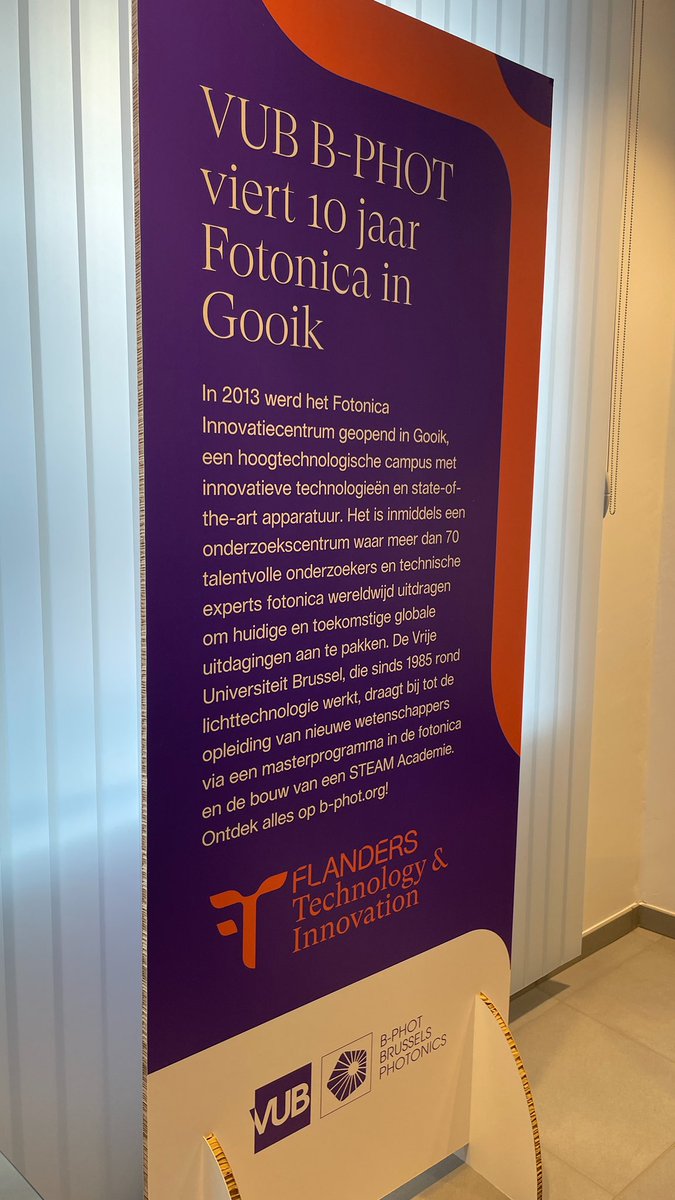 VUB B-PHOT
viert 10 jaar
Fotonica in
Gooik
In 2013 werd het Fotonica
Innovatiecentrum geopend in Gooik,
een hoogtechnologische campus met
innovatieve technologieën en state-of-
the-art apparatuur. Het is inmiddels een
onderzoekscentrum waar meer dan 70
talentvolle onderzoekers en technische
experts fotonica wereldwijd uitdragen
om huidige en toekomstige globale
uitdagingen aan te pakken. De Vrije
Universiteit Brussel, die sinds 1985 rond
lichttechnologie werkt, draagt bij tot de
opleiding van nieuwe wetenschappers
via een masterprogramma in de fotonica
en de bouw van een STEAM Academie.
Ontdek alles op b-phot.org!
FLANDERS
Technology &
Innovation
VUB
B-PHOT
BRUSSELS
PHOTONICS